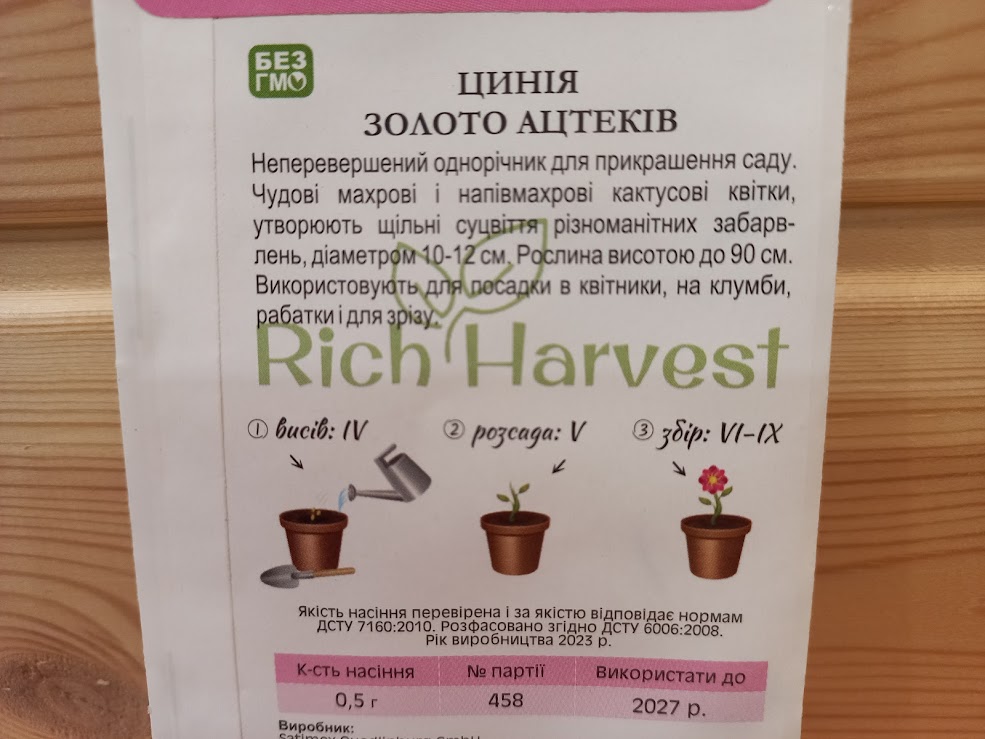 БЕЗ
ГМО
ЦИНІЯ
ЗОЛОТО АЦТЕКІВ
Неперевершений однорічник для прикрашення саду.
Чудові махрові і напівмахрові кактусові квітки,
утворюють щільні суцвіття різноманітних забарв-
лень, діаметром 10-12 см. Рослина висотою до 90 см.
Використовують для посадки в квітники, на клумби,
рабатки і для зрізу.
Rich Harvest
① висів: IV ② розсада: V ③ збір: VI-IX
Якість насіння перевірена і за якістю відповідає нормам
ДСТУ 7160:2010. Розфасовано згідно ДСТУ 6006:2008.
Рік виробництва 2023 р.
К-сть насіння № партії Використати до
0,5 г 458 2027 р.
Виробник: